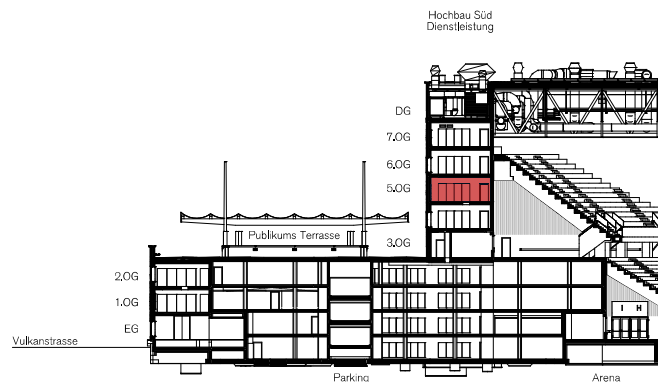 Hochbau Süd
Dienstleistung
DG
7.OG
6.OG
5.OG
Publikums Terrasse
3.OG
2.OG
1.OG
EG
I H
Vulkanstrasse
Parking
Arena